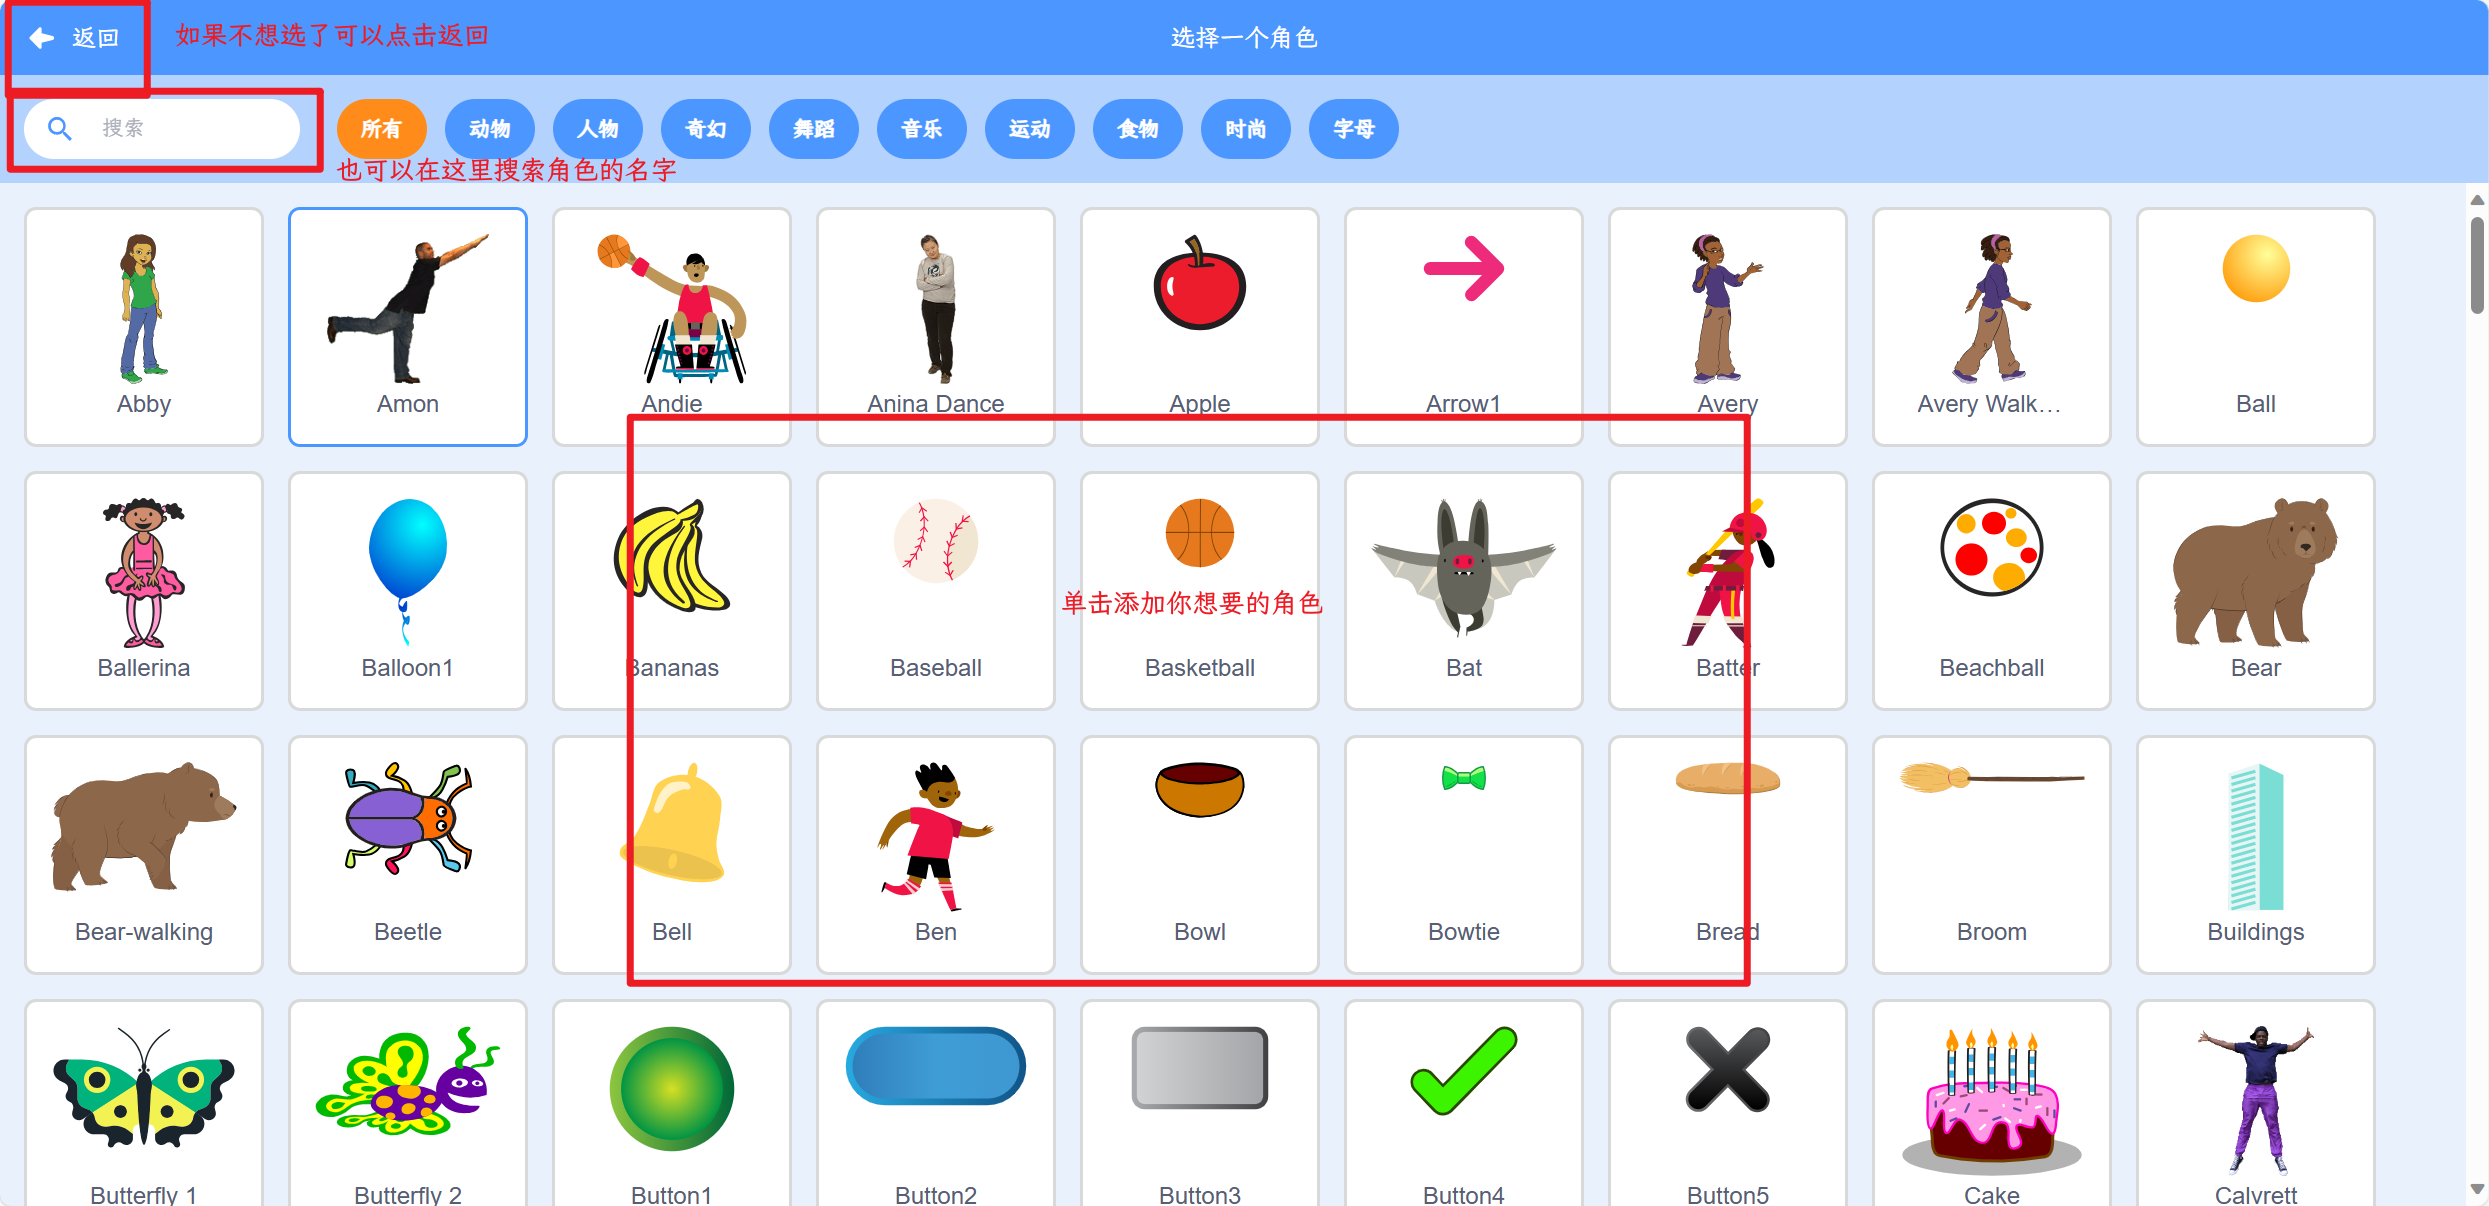 返回 如果不想选了可以点击返回 选择一个角色
搜索 所有 动物 人物 奇幻 舞蹈 音乐 运动 食物 时尚 字母
也可以在这里搜索角色的名字
Abby Amon Andie Anina Dance Apple Arrow1 Avery Avery Walk… Ball
单击添加你想要的角色
Ballerina Balloon1 Bananas Baseball Basketball Bat Batter Beachball Bear
Bear-walking Beetle Bell Ben Bowl Bowtie Bread Broom Buildings
Butterfly 1 Butterfly 2 Button1 Button2 Button3 Button4 Button5 Cake Calvrett